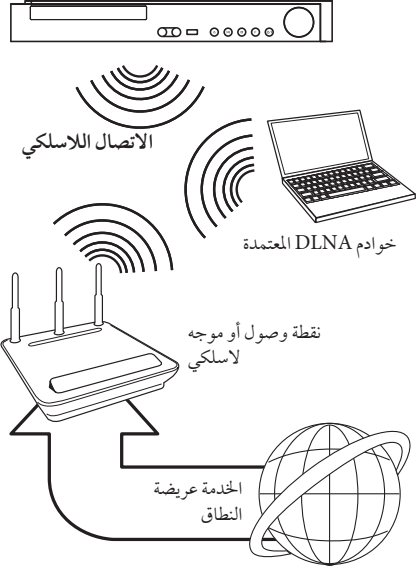 الاتصال اللاسلكي
خوادم DLNA المعتمدة
نقطة وصول أو موجه
لاسلكي
الخدمة عريضة
النطاق